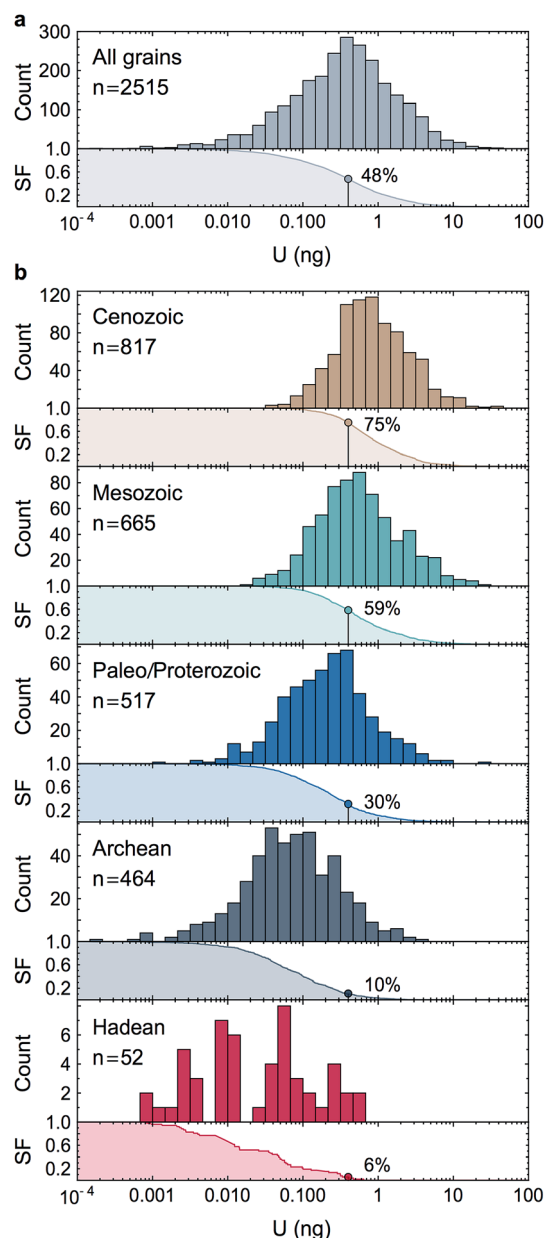 a
All grains
n=2515
Count
300
200
100
1.0
SF
0.6
0.2
48%
10-4 0.001 0.010 0.100 1 10 100
U (ng)
b
Cenozoic
n=817
Count
120
80
40
1.0
SF
0.6
0.2
75%
Mesozoic
n=665
Count
80
60
40
20
1.0
SF
0.6
0.2
59%
Paleo/Proterozoic
n=517
Count
60
40
20
1.0
SF
0.6
0.2
30%
Archean
n=464
Count
40
20
1.0
SF
0.6
0.2
10%
Hadean
n=52
Count
6
4
2
1.0
SF
0.6
0.2
6%
10-4 0.001 0.010 0.100 1 10 100
U (ng)